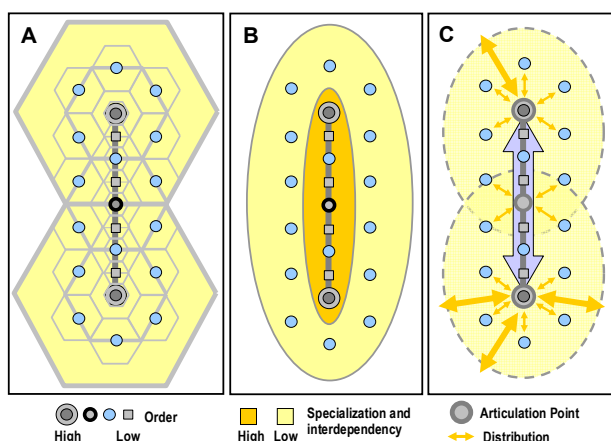 A
B
C
Order
High
Low
Specialization and
interdependency
High
Low
Articulation Point
Distribution